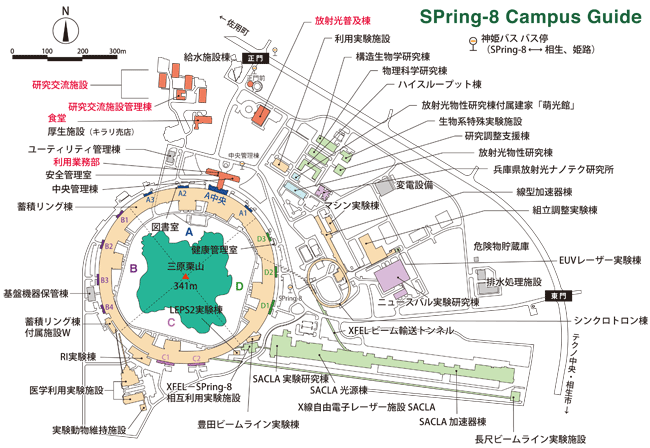 SPring-8 Campus Guide
N
0
100
200
300m
↑佐用町
神姫バス バス停
(SPring-8 ←→ 相生、姫路)
放射光普及棟
利用実験施設
給水施設棟
正門
正門前
構造生物学研究棟
物理科学研究棟
ハイスループット棟
研究交流施設
研究交流施設管理棟
放射光物性研究棟付属建家「萌光館」
食堂
厚生施設(キラリ売店)
生物系特殊実験施設
研究調整支援棟
ユーティリティ管理棟
中央管理棟
放射光物性研究棟
利用業務部
安全管理室
兵庫県放射光ナノテク研究所
中央管理棟
変電設備
線型加速器棟
A3
A2
A中央
A1
マシン実験棟
蓄積リング棟
組立調整実験棟
図書室
A
B1
健康管理室
D3
危険物貯蔵庫
B2
B
三原栗山
341m
D2
EUVレーザー実験棟
D
排水処理施設
SPring-8
東門
基盤機器保管棟
B3
B4
LEPS2実験棟
D1
ニュースバル実験研究棟
C
シンクロトロン棟
蓄積リング棟
付属施設W
XFELビーム輸送トンネル
RI実験棟
C1
C2
テクノ中央・相生市↓
医学利用実験施設
XFEL−SPring-8
相互利用実験施設
SACLA 実験研究棟
SACLA 光源棟
X線自由電子レーザー施設 SACLA
豊田ビームライン実験棟
SACLA 加速器棟
実験動物維持施設
長尺ビームライン実験施設